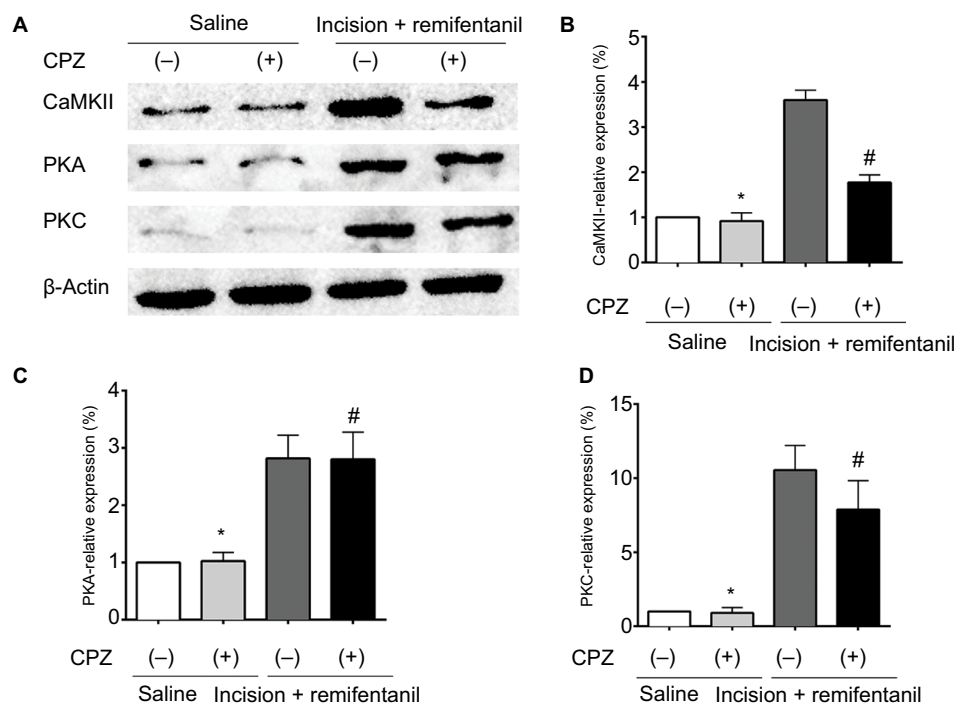 A
Saline
Incision + remifentanil
CPZ
(–)
(+)
(–)
(+)
CaMKII
PKA
PKC
β-Actin
B
CaMKII-relative expression (%)
5
4
3
2
1
0
*
#
CPZ
(–)
(+)
(–)
(+)
Saline
Incision + remifentanil
C
PKA-relative expression (%)
4
3
2
1
0
*
#
CPZ
(–)
(+)
(–)
(+)
Saline
Incision + remifentanil
D
PKC-relative expression (%)
15
10
5
0
*
#
CPZ
(–)
(+)
(–)
(+)
Saline
Incision + remifentanil